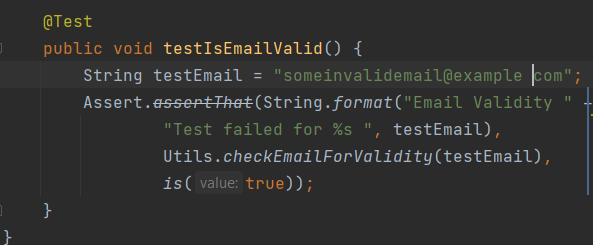 @Test
public void testIsEmailValid() {
String testEmail = "someinvalidemail@example com";
Assert.assertThat(String.format("Email Validity " +
"Test failed for %s ", testEmail),
Utils.checkEmailForValidity(testEmail),
is( value: true));
}
}